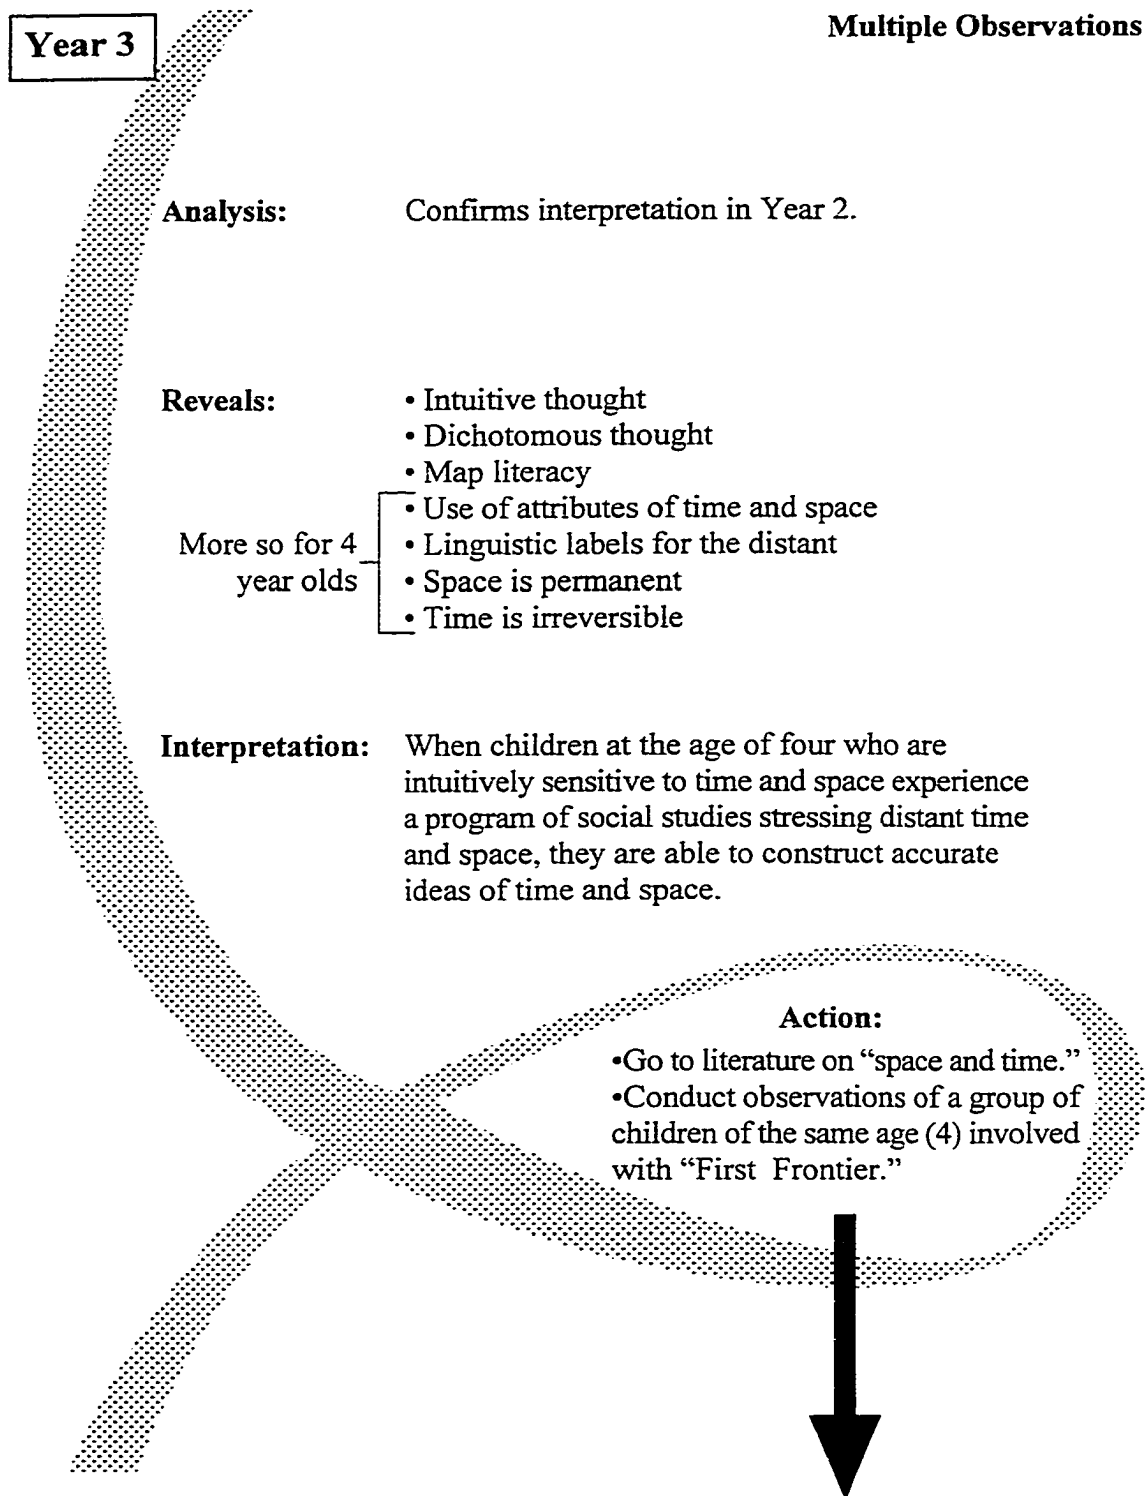 Year 3
Multiple Observations
Analysis: Confirms interpretation in Year 2.
Reveals: • Intuitive thought
• Dichotomous thought
• Map literacy
• Use of attributes of time and space
More so for 4 • Linguistic labels for the distant
year olds • Space is permanent
• Time is irreversible
Interpretation: When children at the age of four who are
intuitively sensitive to time and space experience
a program of social studies stressing distant time
and space, they are able to construct accurate
ideas of time and space.
Action:
•Go to literature on “space and time.”
•Conduct observations of a group of
children of the same age (4) involved
with “First Frontier.”